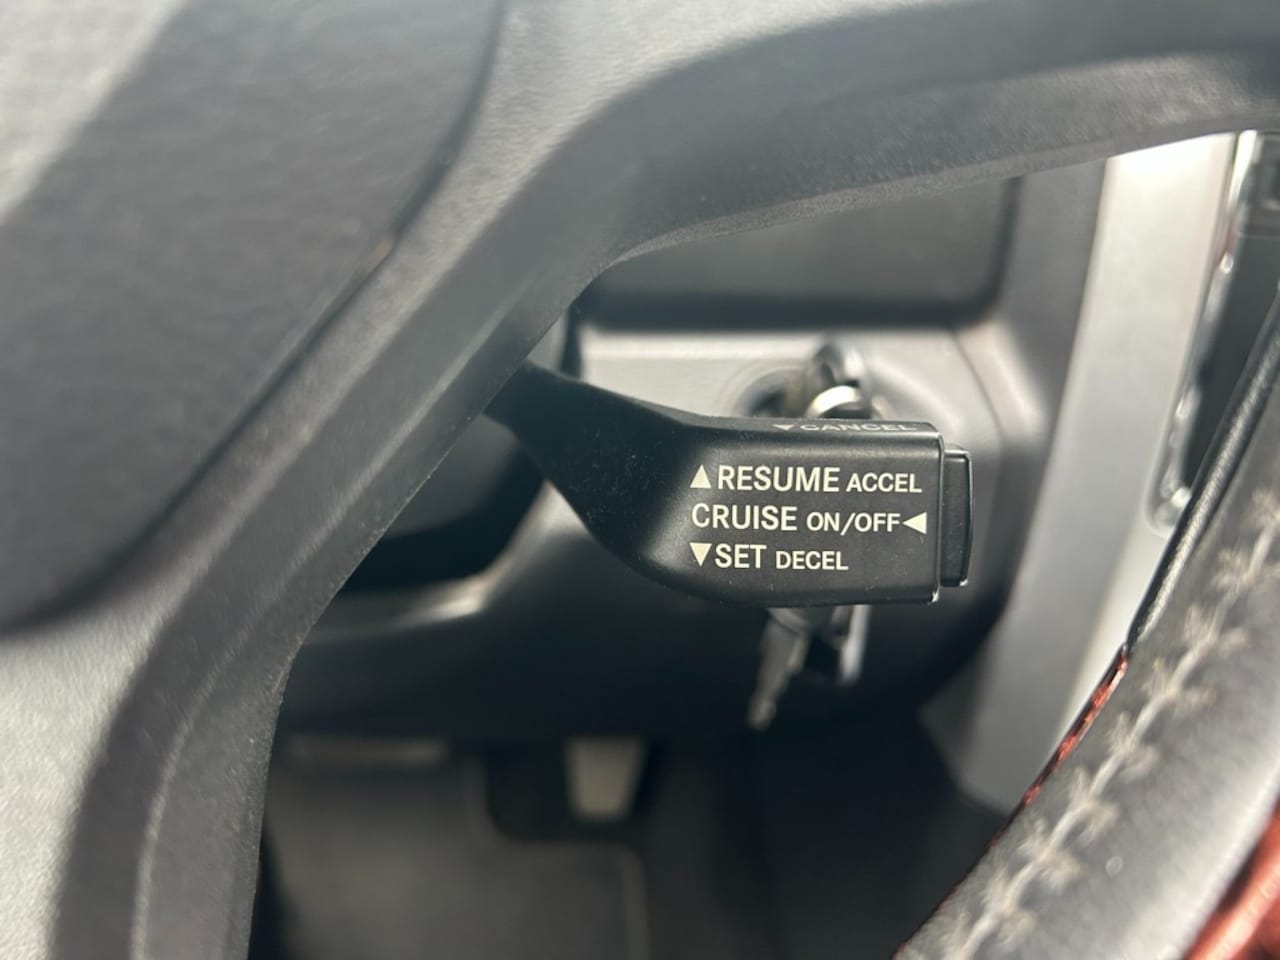 ▼CANCEL
▲RESUME ACCEL
CRUISE ON/OFF◀
▼SET DECEL